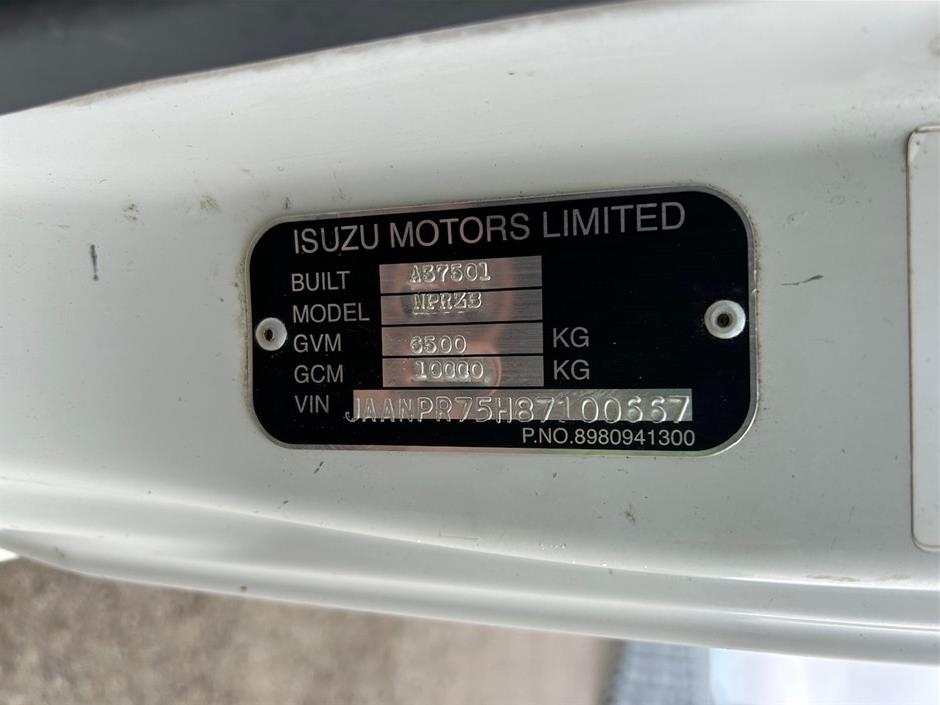 ISUZU MOTORS LIMITED
BUILT A37501
MODEL NPRZ3
GVM 6500 KG
GCM 10000 KG
VIN JAANPR75H87100667
P.NO.8980941300